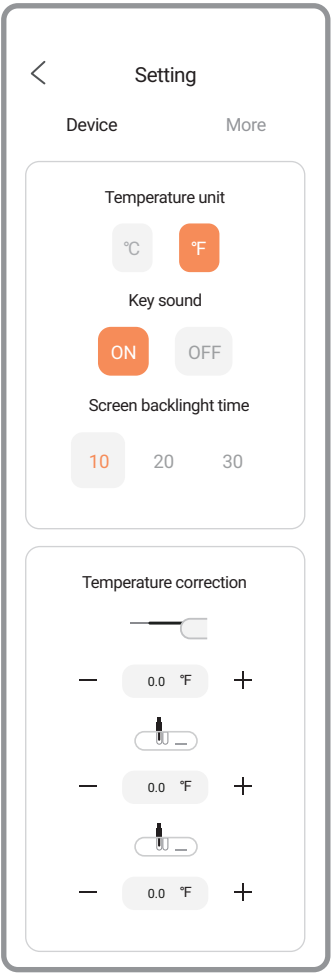 Setting
Device More
Temperature unit
℃ ℉
Key sound
ON OFF
Screen backlinght time
10 20 30
Temperature correction
− 0.0 ℉ +
− 0.0 ℉ +
− 0.0 ℉ +